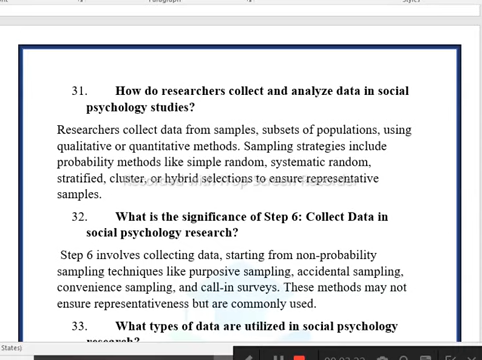 31. How do researchers collect and analyze data in social
psychology studies?
Researchers collect data from samples, subsets of populations, using
qualitative or quantitative methods. Sampling strategies include
probability methods like simple random, systematic random,
stratified, cluster, or hybrid selections to ensure representative
samples.
32. What is the significance of Step 6: Collect Data in
social psychology research?
Step 6 involves collecting data, starting from non-probability
sampling techniques like purposive sampling, accidental sampling,
convenience sampling, and call-in surveys. These methods may not
ensure representativeness but are commonly used.
33. What types of data are utilized in social psychology
research?
States)